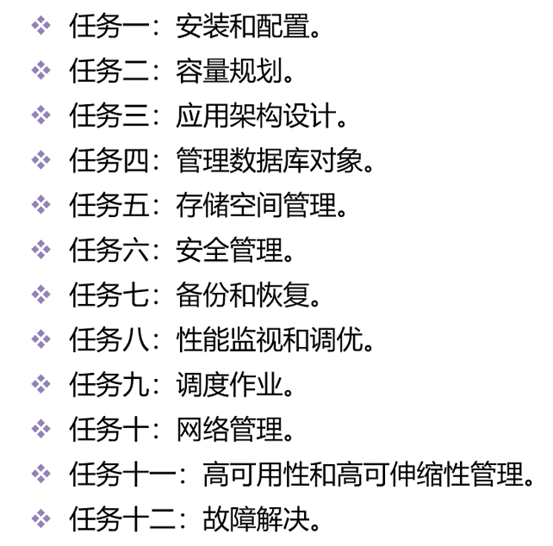 任务一：安装和配置。
任务二：容量规划。
任务三：应用架构设计。
任务四：管理数据库对象。
任务五：存储空间管理。
任务六：安全管理。
任务七：备份和恢复。
任务八：性能监视和调优。
任务九：调度作业。
任务十：网络管理。
任务十一：高可用性和高可伸缩性管理。
任务十二：故障解决。